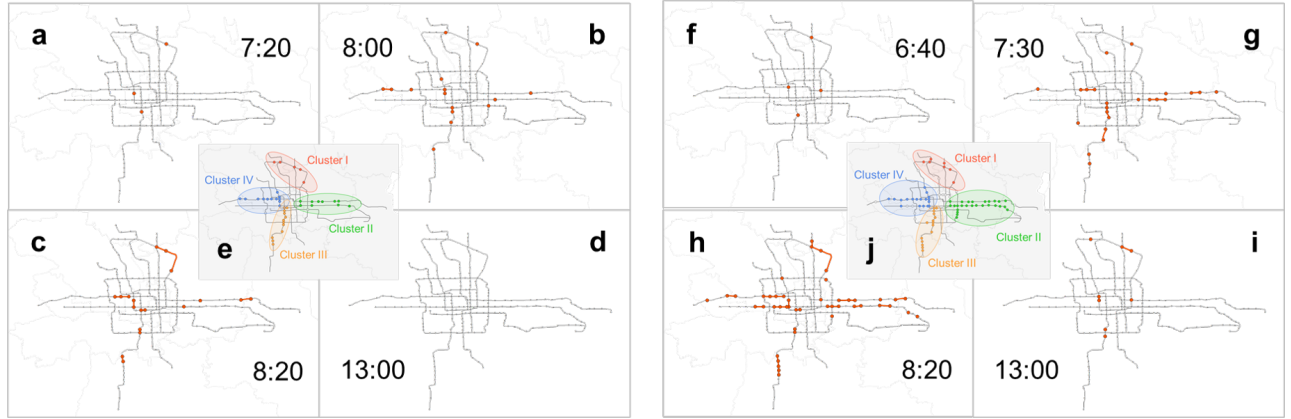 a
7:20
8:00
b
Cluster I
Cluster IV
Cluster II
Cluster III
e
c
8:20
d
13:00
f
6:40
7:30
g
Cluster I
Cluster IV
Cluster II
Cluster III
j
h
8:20
i
13:00